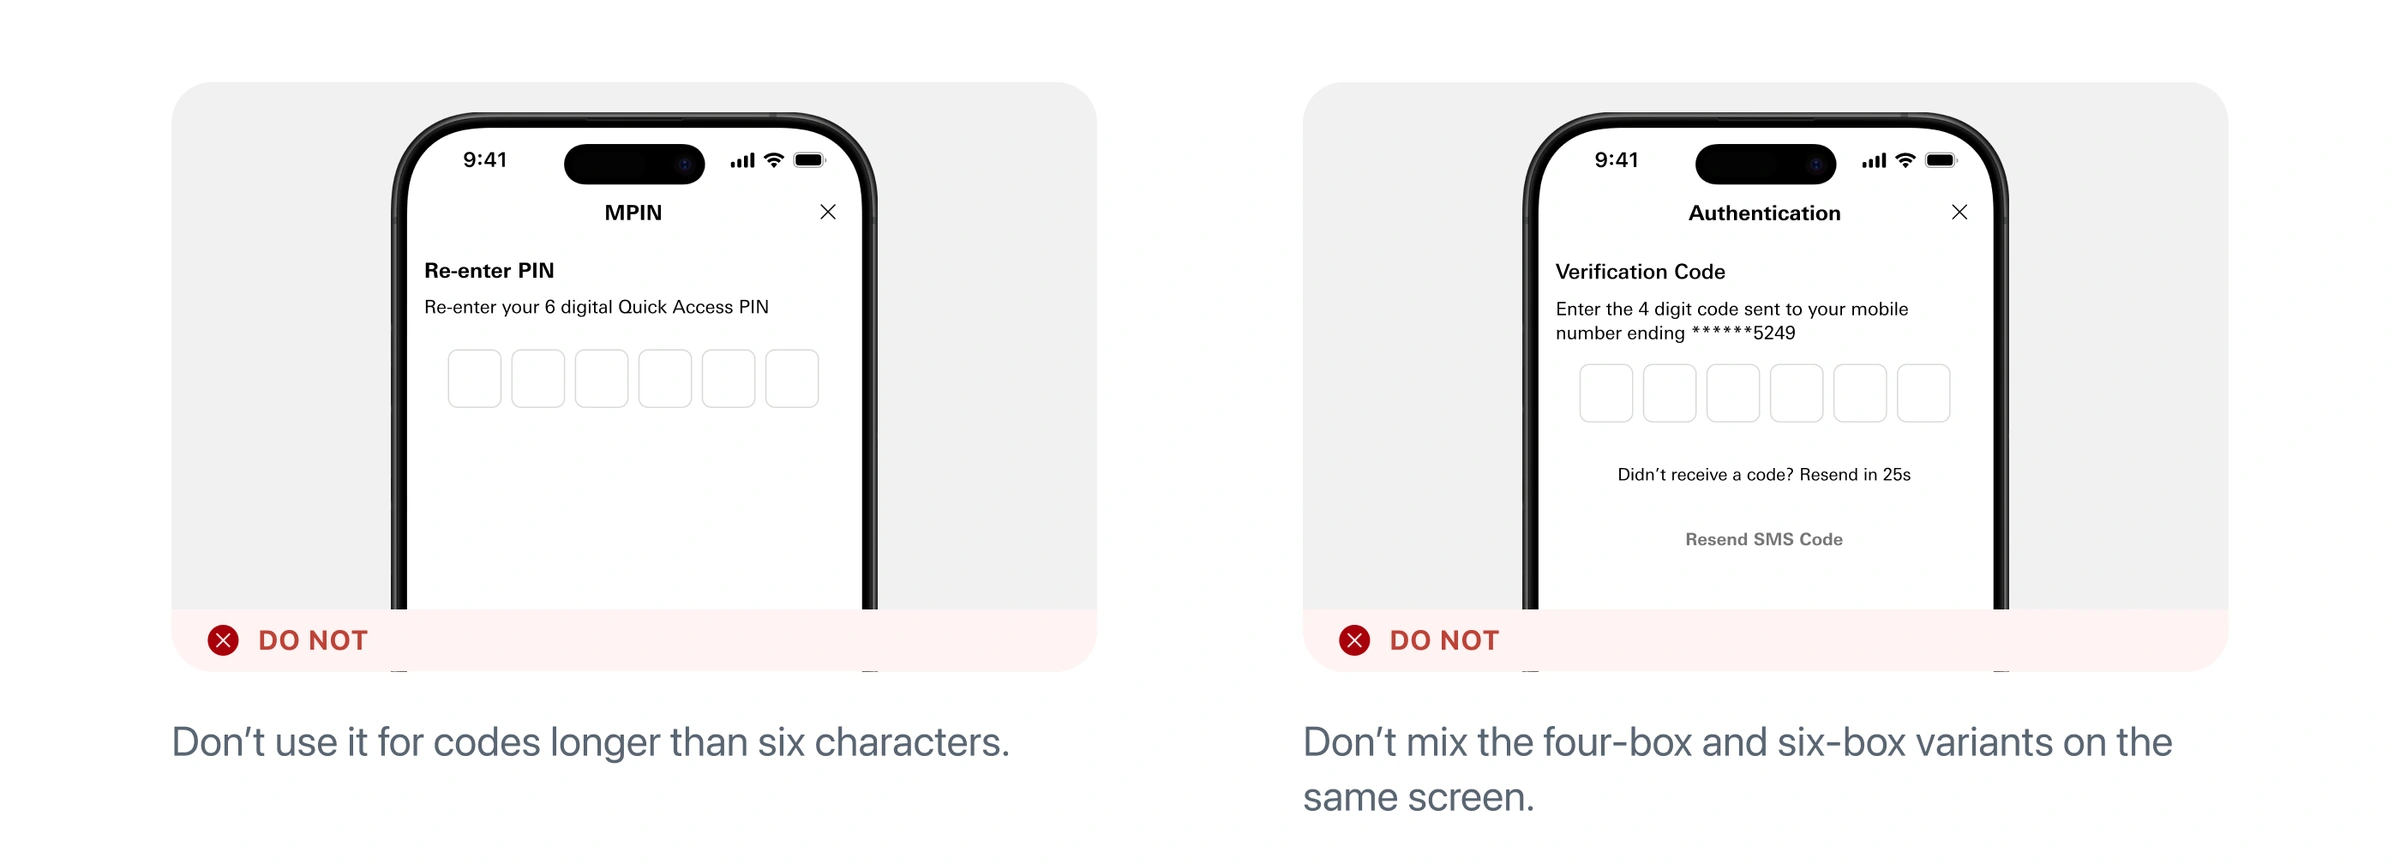 9:41
MPIN
Re-enter PIN
Re-enter your 6 digital Quick Access PIN
DO NOT
Don’t use it for codes longer than six characters.
9:41
Authentication
Verification Code
Enter the 4 digit code sent to your mobile
number ending ******5249
Didn’t receive a code? Resend in 25s
Resend SMS Code
DO NOT
Don’t mix the four-box and six-box variants on the
same screen.